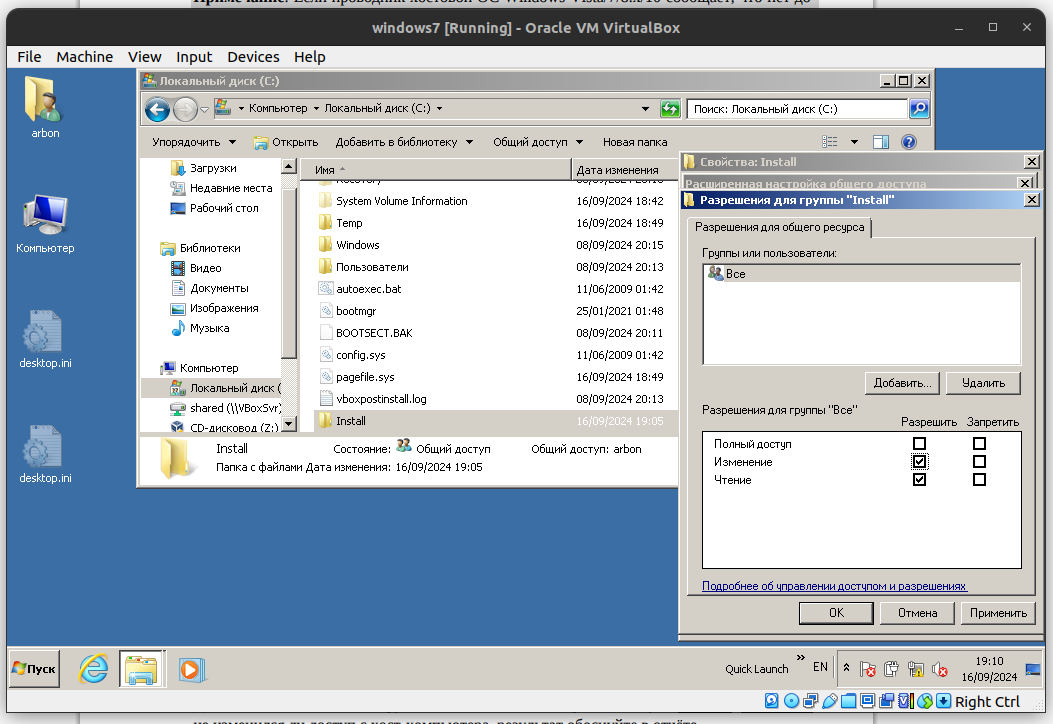 windows7 [Running] - Oracle VM VirtualBox
File Machine View Input Devices Help
arbon
Компьютер
desktop.ini
desktop.ini
Локальный диск (C:)
Компьютер Локальный диск (C:)
Поиск: Локальный диск (C:)
Упорядочить Открыть Добавить в библиотеку Общий доступ Новая папка
Загрузки
Недавние места
Рабочий стол
Библиотеки
Видео
Документы
Изображения
Музыка
Компьютер
Локальный диск (
shared (\\VBoxSvr)
CD-дисковод (Z:)
Имя Дата изменения
System Volume Information 16/09/2024 18:42
Temp 16/09/2024 18:49
Windows 08/09/2024 20:15
Пользователи 08/09/2024 20:13
autoexec.bat 11/06/2009 01:42
bootmgr 25/01/2021 01:48
BOOTSECT.BAK 08/09/2024 20:11
config.sys 11/06/2009 01:42
pagefile.sys 16/09/2024 18:49
vboxpostinstall.log 08/09/2024 20:13
Install 16/09/2024 19:05
Install Состояние: Общий доступ Общий доступ: arbon
Папка с файлами Дата изменения: 16/09/2024 19:05
Свойства: Install
Расширенная настройка общего доступа
Разрешения для группы "Install"
Разрешения для общего ресурса
Группы или пользователи:
Все
Добавить... Удалить
Разрешения для группы "Все"
Разрешить Запретить
Полный доступ
Изменение
Чтение
Подробнее об управлении доступом и разрешениях
OK Отмена Применить
Пуск
Quick Launch » EN
19:10
16/09/2024
Right Ctrl